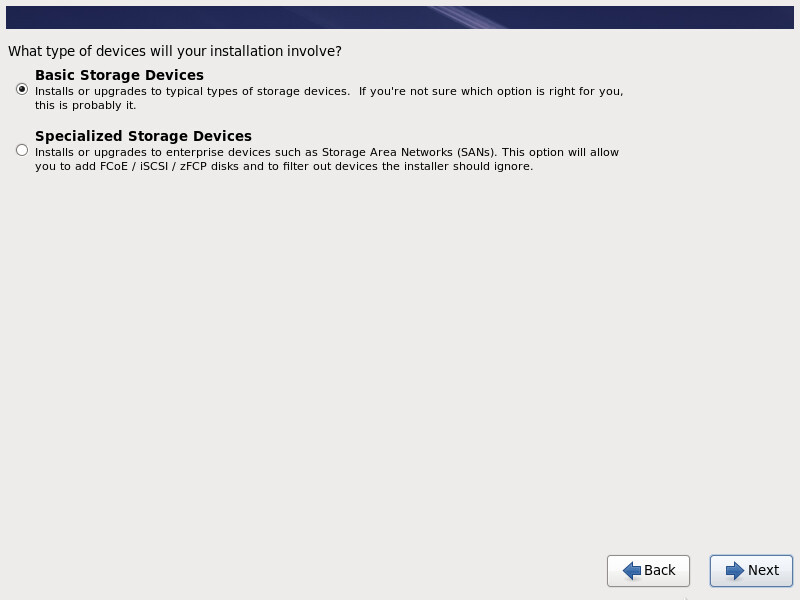 What type of devices will your installation involve?
Basic Storage Devices
Installs or upgrades to typical types of storage devices.  If you're not sure which option is right for you,
this is probably it.
Specialized Storage Devices
Installs or upgrades to enterprise devices such as Storage Area Networks (SANs). This option will allow
you to add FCoE / iSCSI / zFCP disks and to filter out devices the installer should ignore.
Back
Next